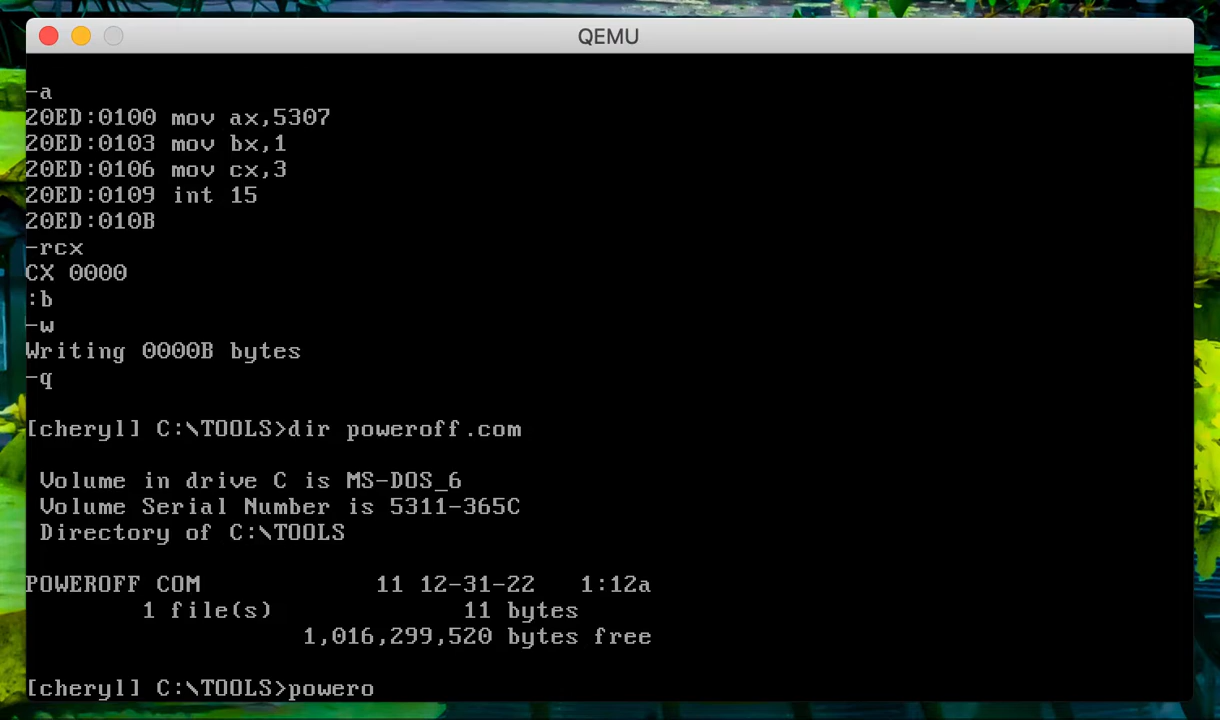 QEMU
-a
20ED:0100 mov ax,5307
20ED:0103 mov bx,1
20ED:0106 mov cx,3
20ED:0109 int 15
20ED:010B
-rcx
CX 0000
:b
-w
Writing 0000B bytes
-q
[cheryl] C:\TOOLS>dir poweroff.com
Volume in drive C is MS-DOS_6
Volume Serial Number is 5311-365C
Directory of C:\TOOLS
POWEROFF COM 11 12-31-22 1:12a
1 file(s) 11 bytes
1,016,299,520 bytes free
[cheryl] C:\TOOLS>powero